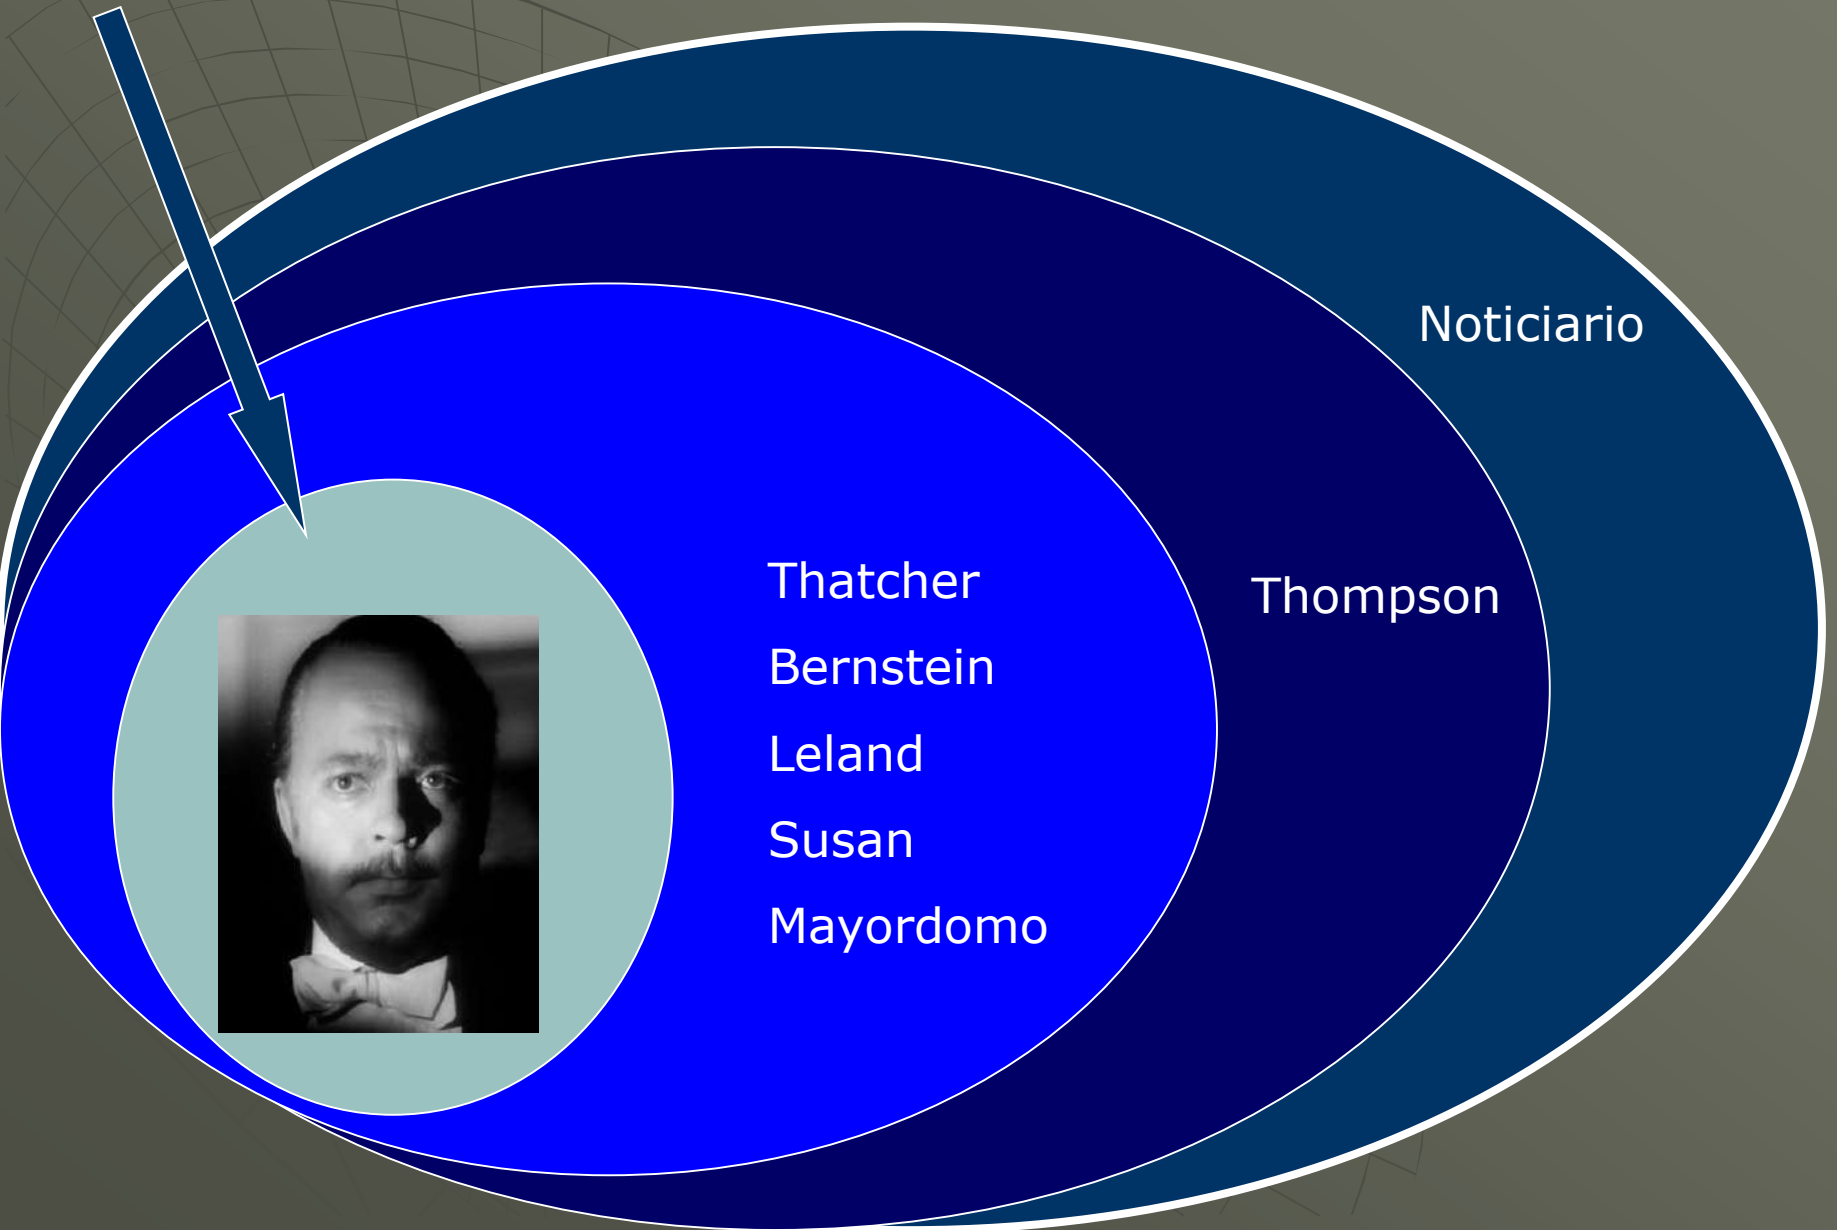 Noticiario
Thompson
Thatcher
Bernstein
Leland
Susan
Mayordomo